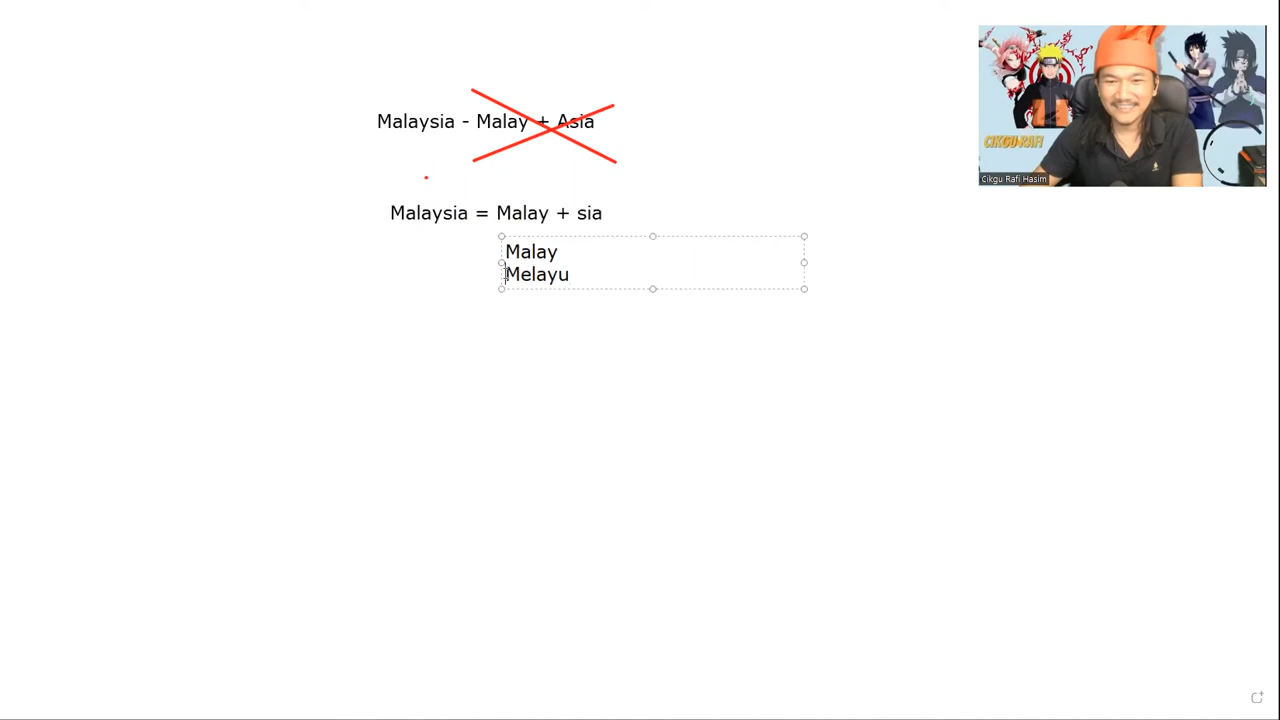 Malaysia - Malay + Asia
Malaysia = Malay + sia
Malay
Melayu
CIKGU RAFI
Cikgu Rafi Hasim